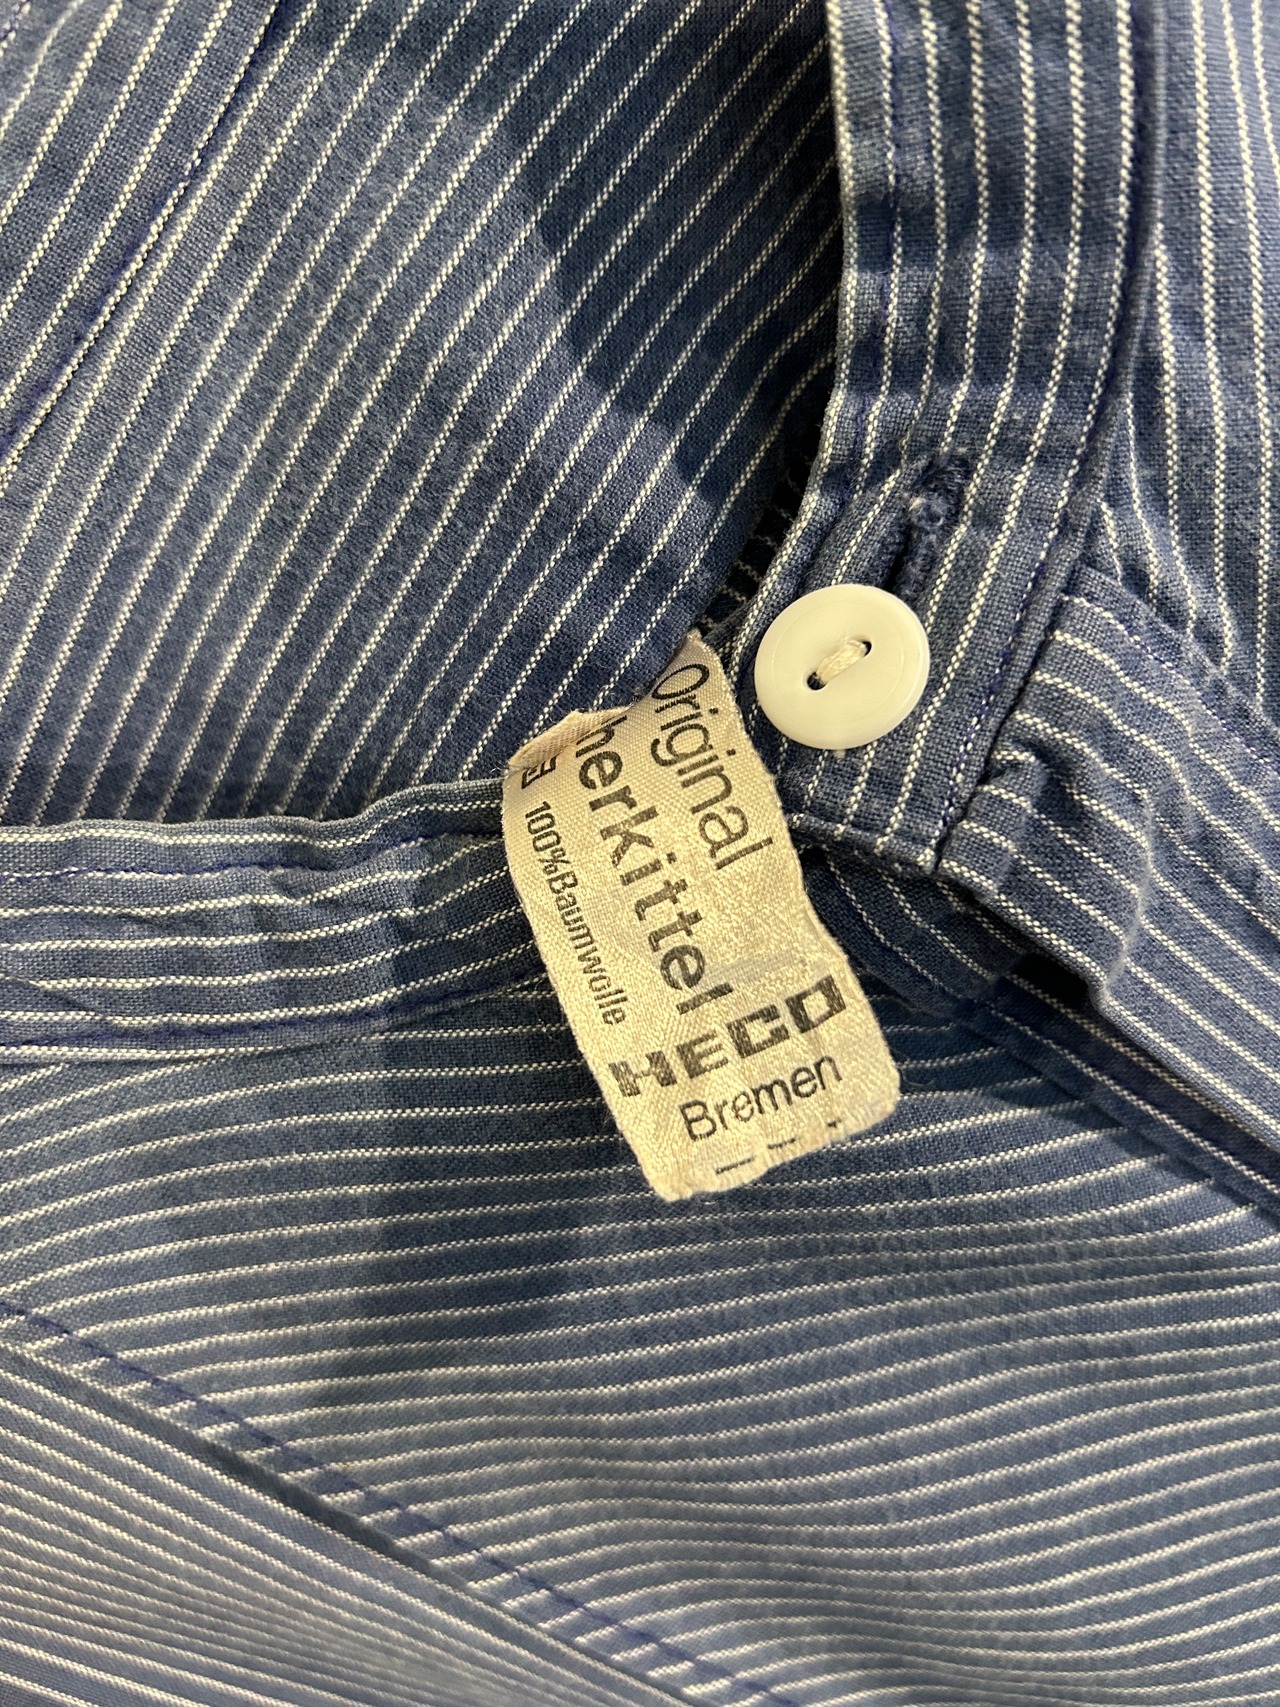 Original
herkittel
100%Baumwolle
HECO
Bremen